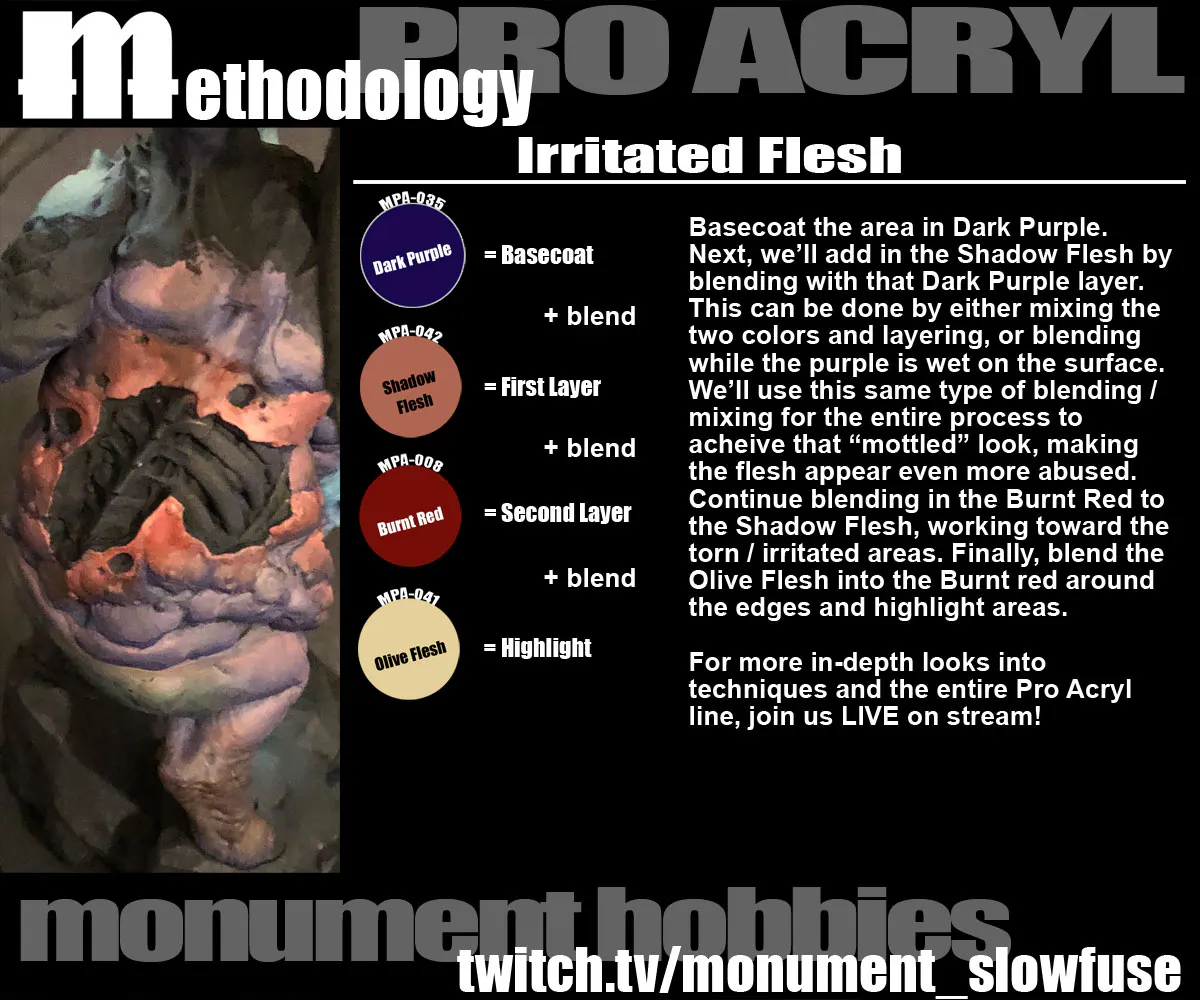 PRO ACRYL
Methodology
Irritated Flesh
MPA-035
Dark Purple
= Basecoat
+ blend
MPA-042
Shadow
Flesh
= First Layer
+ blend
MPA-008
Burnt Red
= Second Layer
+ blend
MPA-041
Olive Flesh
= Highlight
Basecoat the area in Dark Purple.
Next, we’ll add in the Shadow Flesh by
blending with that Dark Purple layer.
This can be done by either mixing the
two colors and layering, or blending
while the purple is wet on the surface.
We’ll use this same type of blending /
mixing for the entire process to
acheive that “mottled” look, making
the flesh appear even more abused.
Continue blending in the Burnt Red to
the Shadow Flesh, working toward the
torn / irritated areas. Finally, blend the
Olive Flesh into the Burnt red around
the edges and highlight areas.
For more in-depth looks into
techniques and the entire Pro Acryl
line, join us LIVE on stream!
monument hobbies
twitch.tv/monument_slowfuse